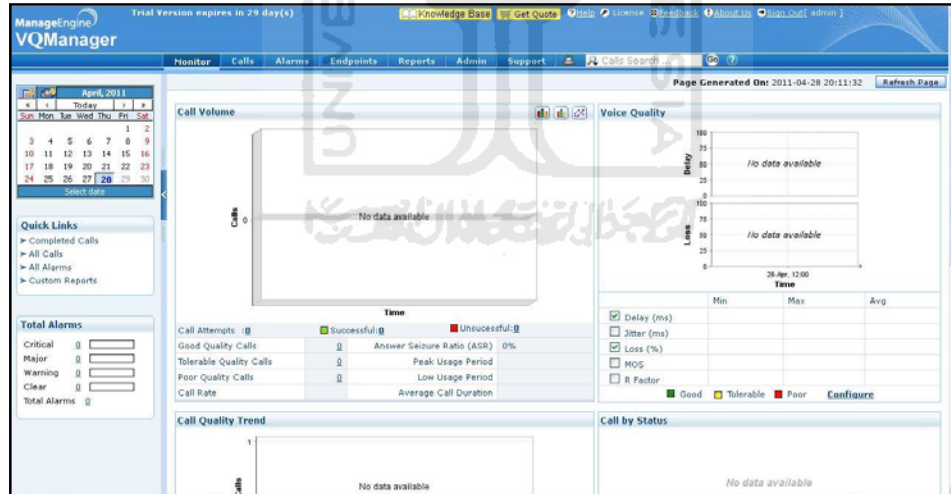 ManageEngine
VQManager
Trial Version expires in 29 day(s)
Knowledge Base Get Quote Help License Feedback About Us Sign Out[ admin ]
Monitor Calls Alarms Endpoints Reports Admin Support Calls Search ... Go
Page Generated On: 2011-04-28 20:11:32 Refresh Page
April, 2011
Today
Sun Mon Tue Wed Thu Fri Sat
1 2
3 4 5 6 7 8 9
10 11 12 13 14 15 16
17 18 19 20 21 22 23
24 25 26 27 28 29 30
Select date
Quick Links
Completed Calls
All Calls
All Alarms
Custom Reports
Total Alarms
Critical 0
Major 0
Warning 0
Clear 0
Total Alarms 0
Call Volume
Calls
0
No data available
Time
Call Attempts :0 Successful:0 Unsucessful:0
Good Quality Calls 0 Answer Seizure Ratio (ASR) 0%
Tolerable Quality Calls 0 Peak Usage Period
Poor Quality Calls 0 Low Usage Period
Call Rate Average Call Duration
Voice Quality
Delay
100
75
50
25
0
No data available
Loss
100
75
50
25
0
No data available
28-Apr, 12:00
Time
Min Max Avg
Delay (ms)
Jitter (ms)
Loss (%)
MOS
R Factor
Good Tolerable Poor Configure
Call Quality Trend
1
Calls
No data available
Call by Status
No data available